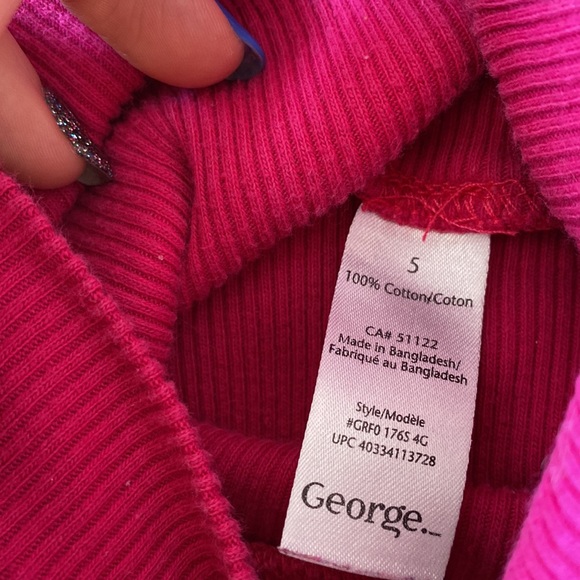 5
100% Cotton/Coton
CA# 51122
Made in Bangladesh/
Fabriqué au Bangladesh
Style/Modèle
#GRF0 176S 4G
UPC 40334113728
George._